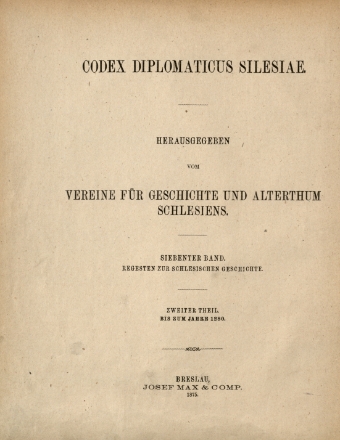 CODEX DIPLOMATICUS SILESIAE.
HERAUSGEGEBEN
VOM
VEREINE FÜR GESCHICHTE UND ALTERTHUM
SCHLESIENS.
SIEBENTER BAND.
REGESTEN ZUR SCHLESISCHEN GESCHICHTE.
ZWEITER THEIL.
BIS ZUM JAHRE 1280.
BRESLAU,
JOSEF MAX & COMP.
1875.